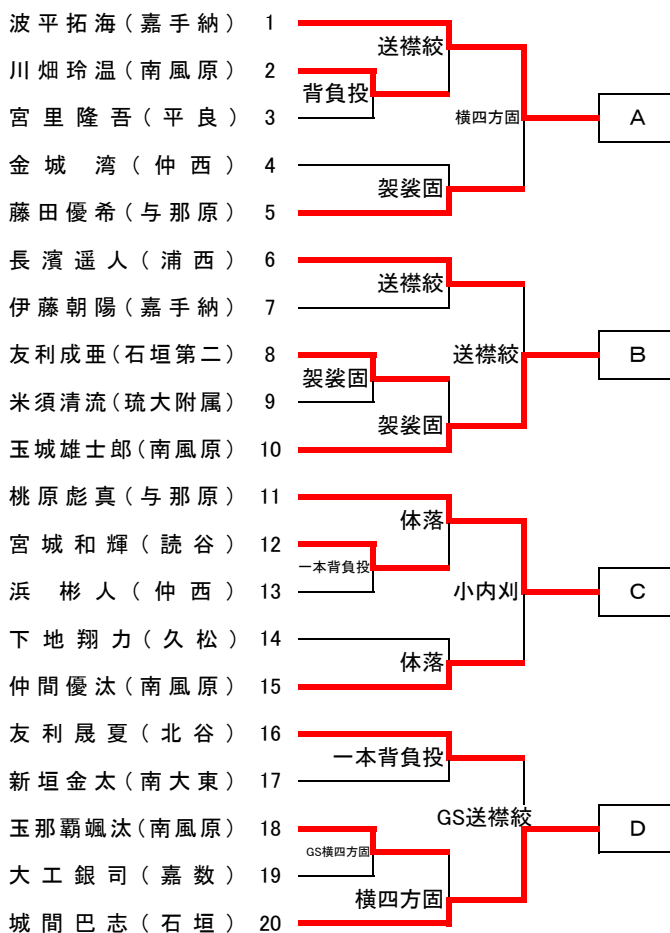 波平拓海(嘉手納) 1
送襟絞
川畑玲温(南風原) 2
背負投
宮里隆吾(平良) 3
横四方固
A
金城 湾(仲西) 4
袈裟固
藤田優希(与那原) 5
長濱遥人(浦西) 6
送襟絞
伊藤朝陽(嘉手納) 7
友利成亜(石垣第二) 8
送襟絞
B
袈裟固
米須清流(琉大附属) 9
袈裟固
玉城雄士郎(南風原) 10
桃原彪真(与那原) 11
体落
宮城和輝(読谷) 12
一本背負投
浜 彬人(仲西) 13
小内刈
C
下地翔力(久松) 14
体落
仲間優汰(南風原) 15
友利晟夏(北谷) 16
一本背負投
新垣金太(南大東) 17
GS送襟絞
玉那覇颯汰(南風原) 18
D
GS横四方固
大工銀司(嘉数) 19
横四方固
城間巴志(石垣) 20